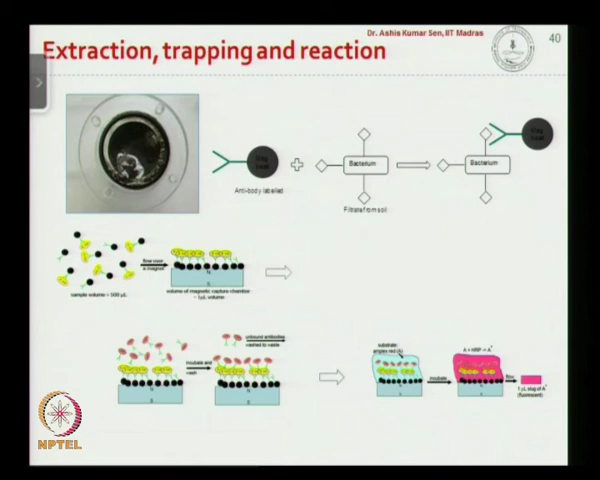 Dr. Ashis Kumar Sen, IIT Madras
40
Extraction, trapping and reaction
Anti-body labelled
Bacterium
Filtrate from soil
Bacterium
flow over
a magnet
sample volume > 500 µL
N
S
volume of magnetic capture chamber
~ 1µL volume
unbound antibodies
washed to waste
incubate and
wash
N
S
N
S
substrate:
amplex red (A)
incubate
A + HRP -> A*
flow
1 µL slug of A*
(fluorescent)
NPTEL